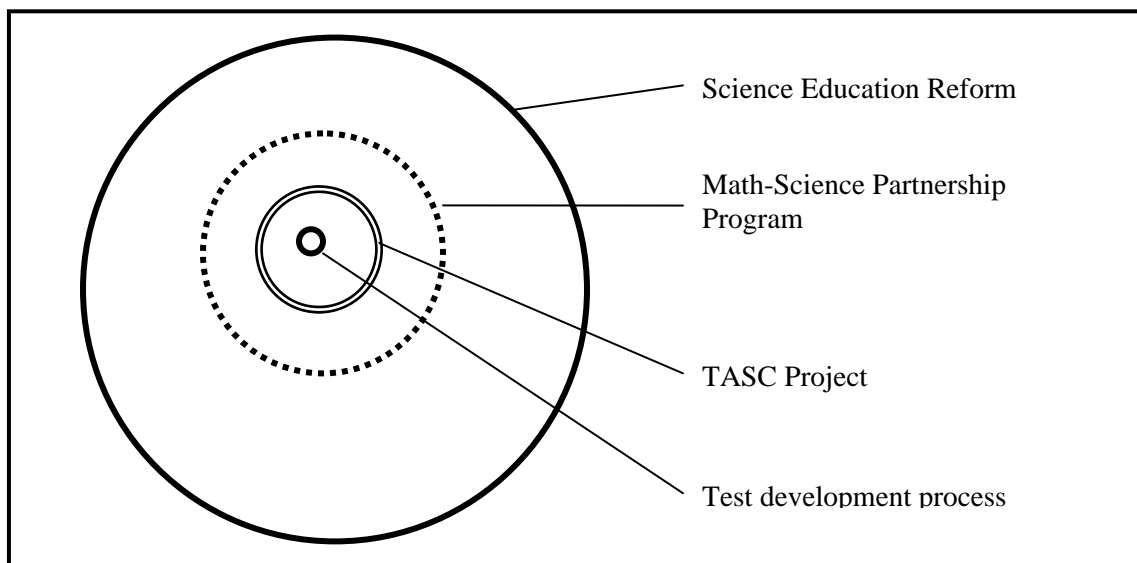 Science Education Reform
Math-Science Partnership
Program
TASC Project
Test development process